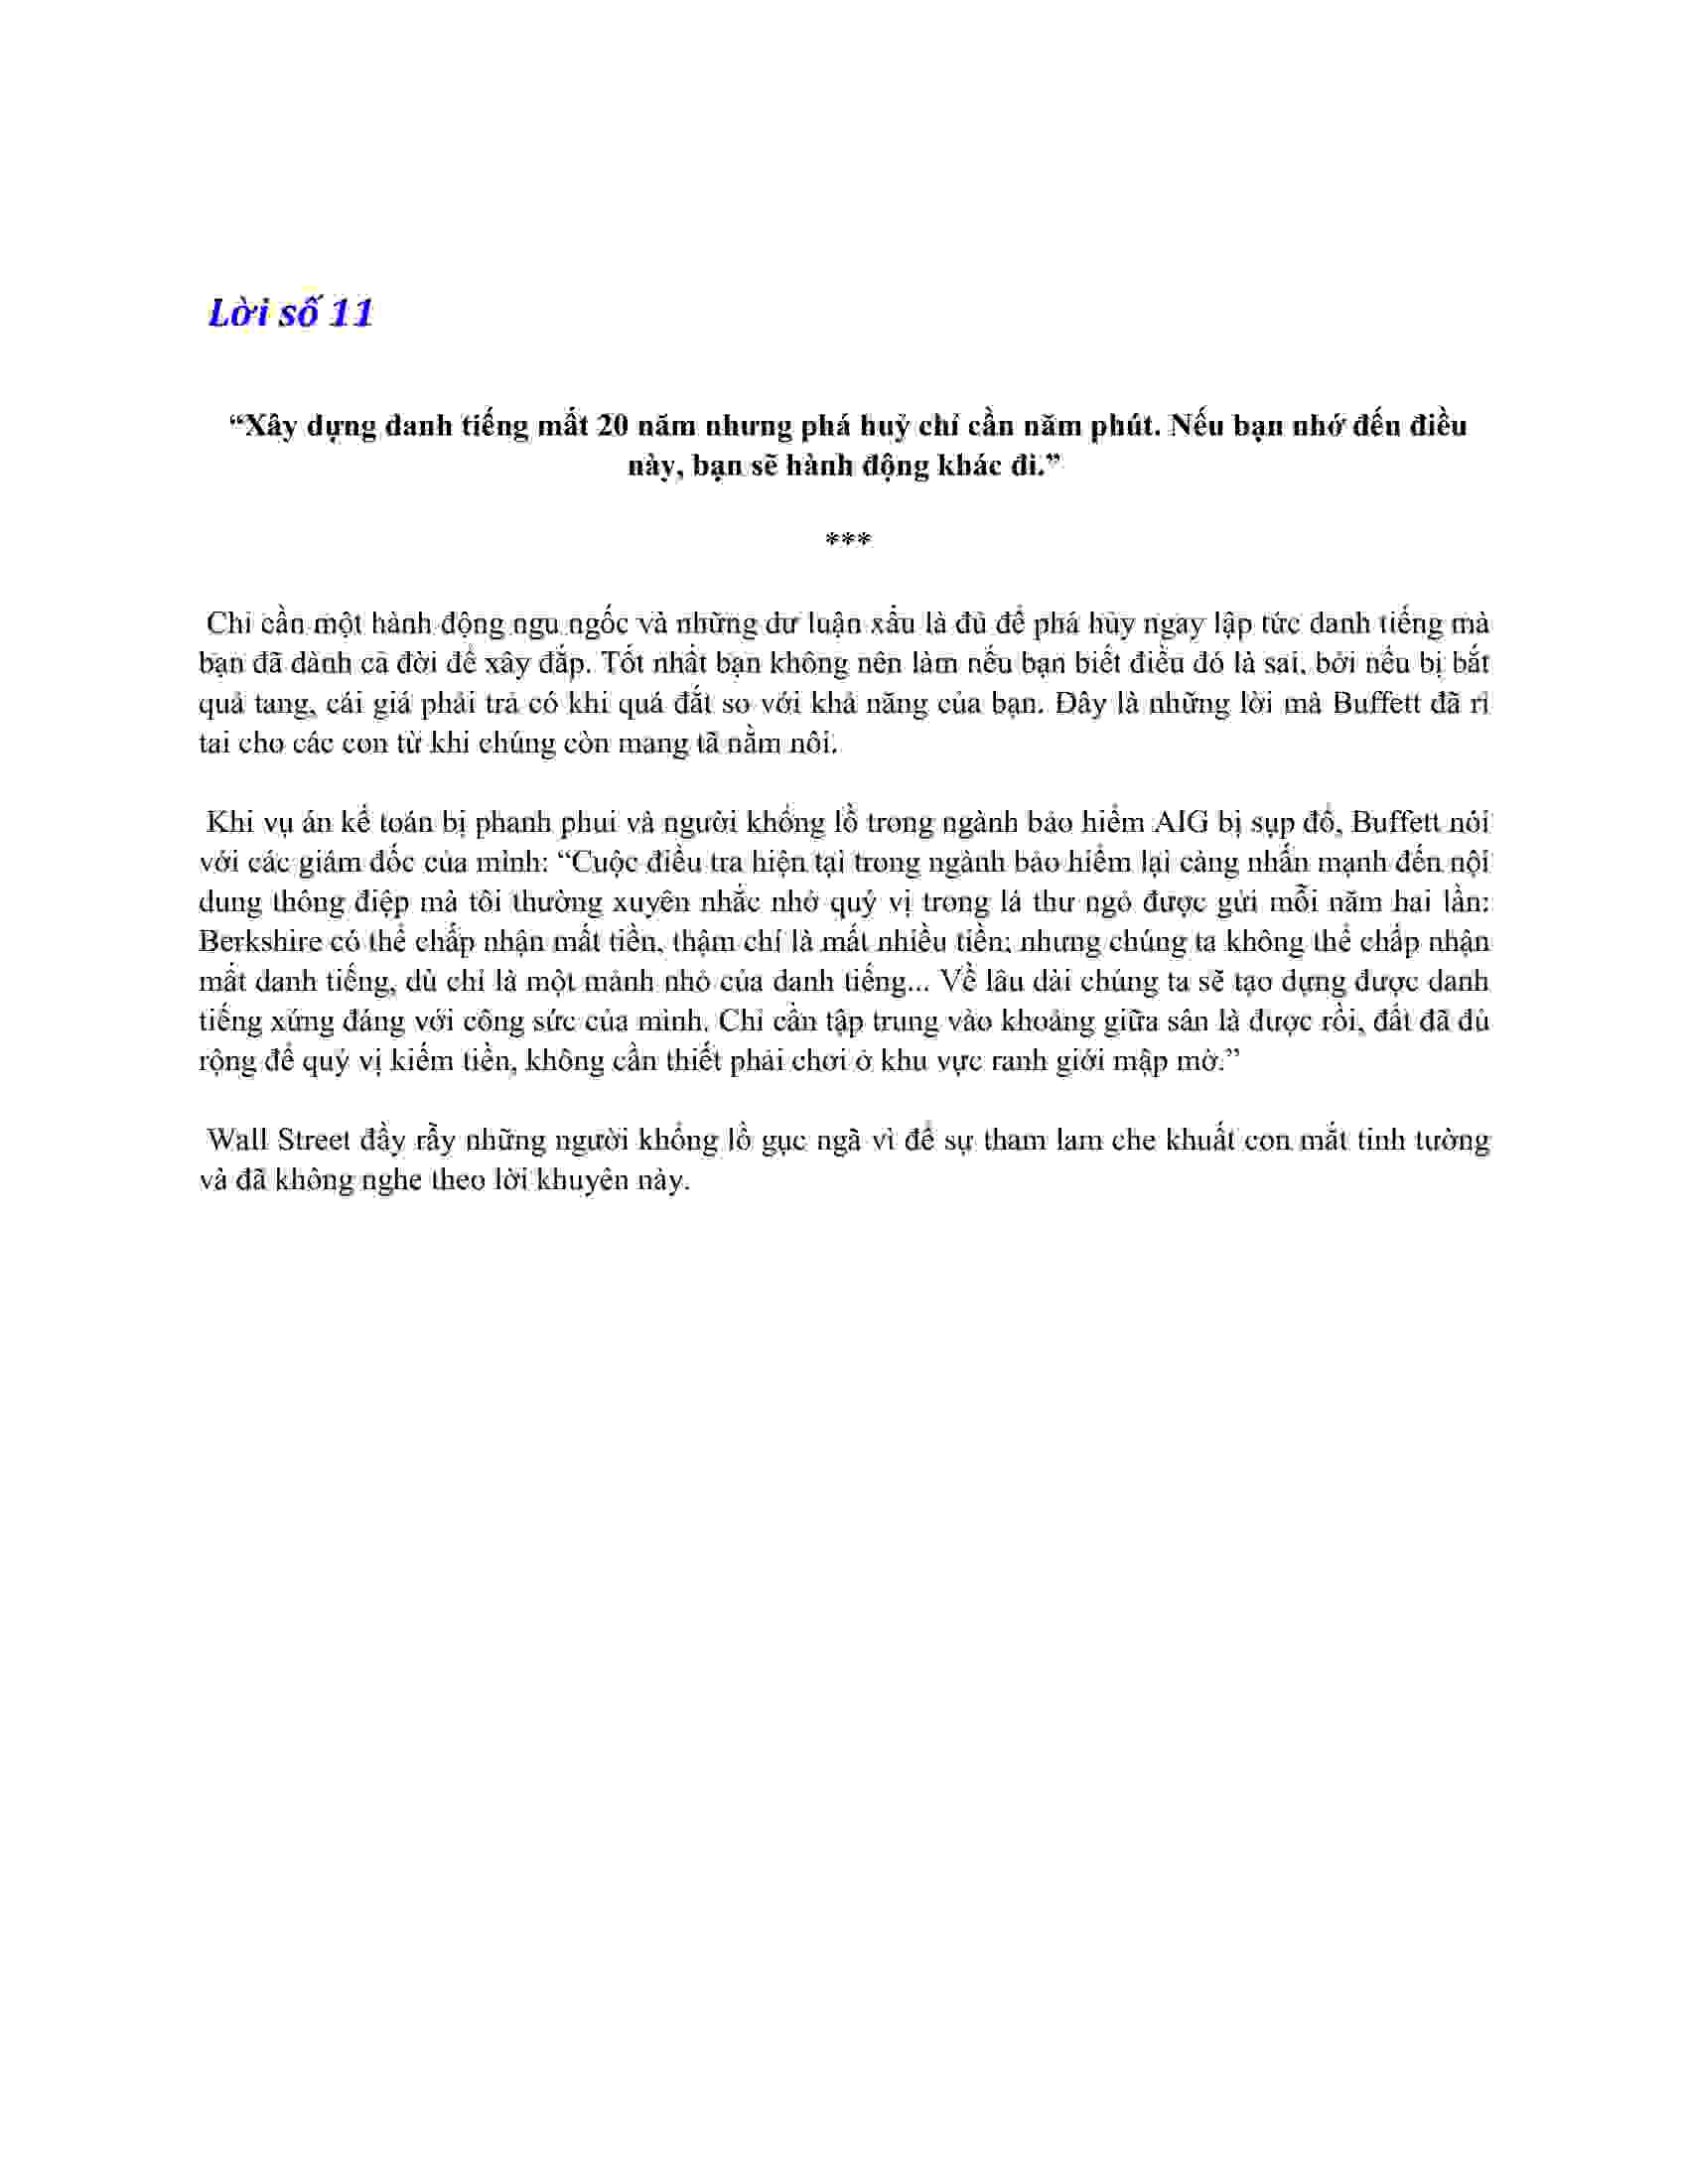 Lời số 11
“Xây dựng danh tiếng mất 20 năm nhưng phá huỷ chỉ cần năm phút. Nếu bạn nhớ đến điều
này, bạn sẽ hành động khác đi.”
***
Chỉ cần một hành động ngu ngốc và những dư luận xấu là đủ để phá hủy ngay lập tức danh tiếng mà
bạn đã dành cả đời để xây đắp. Tốt nhất bạn không nên làm nếu bạn biết điều đó là sai, bởi nếu bị bắt
quả tang, cái giá phải trả có khi quá đắt so với khả năng của bạn. Đây là những lời mà Buffett đã rỉ
tai cho các con từ khi chúng còn mang tã nằm nôi.
Khi vụ án kế toán bị phanh phui và người khổng lồ trong ngành bảo hiểm AIG bị sụp đổ, Buffett nói
với các giám đốc của mình: “Cuộc điều tra hiện tại trong ngành bảo hiểm lại càng nhấn mạnh đến nội
dung thông điệp mà tôi thường xuyên nhắc nhở quý vị trong lá thư ngỏ được gửi mỗi năm hai lần:
Berkshire có thể chấp nhận mất tiền, thậm chí là mất nhiều tiền; nhưng chúng ta không thể chấp nhận
mất danh tiếng, dù chỉ là một mảnh nhỏ của danh tiếng... Về lâu dài chúng ta sẽ tạo dựng được danh
tiếng xứng đáng với công sức của mình. Chỉ cần tập trung vào khoảng giữa sân là được rồi, đất đã đủ
rộng để quý vị kiếm tiền, không cần thiết phải chơi ở khu vực ranh giới mập mờ.”
Wall Street đầy rẫy những người khổng lồ gục ngã vì để sự tham lam che khuất con mắt tinh tường
và đã không nghe theo lời khuyên này.